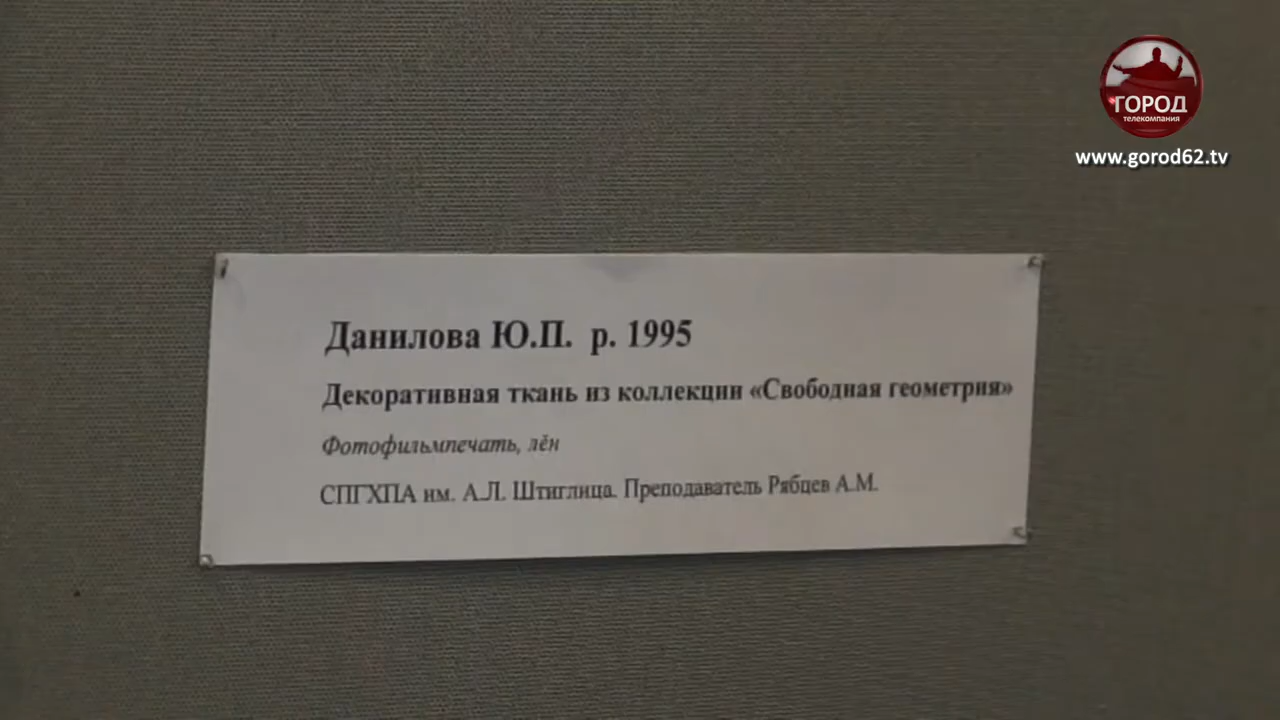 ГОРОД
телекомпания
www.gorod62.tv
Данилова Ю.П. р. 1995
Декоративная ткань из коллекции «Свободная геометрия»
Фотофильмпечать, лён
СПГХПА им. А.Л. Штиглица. Преподаватель Рябцев А.М.